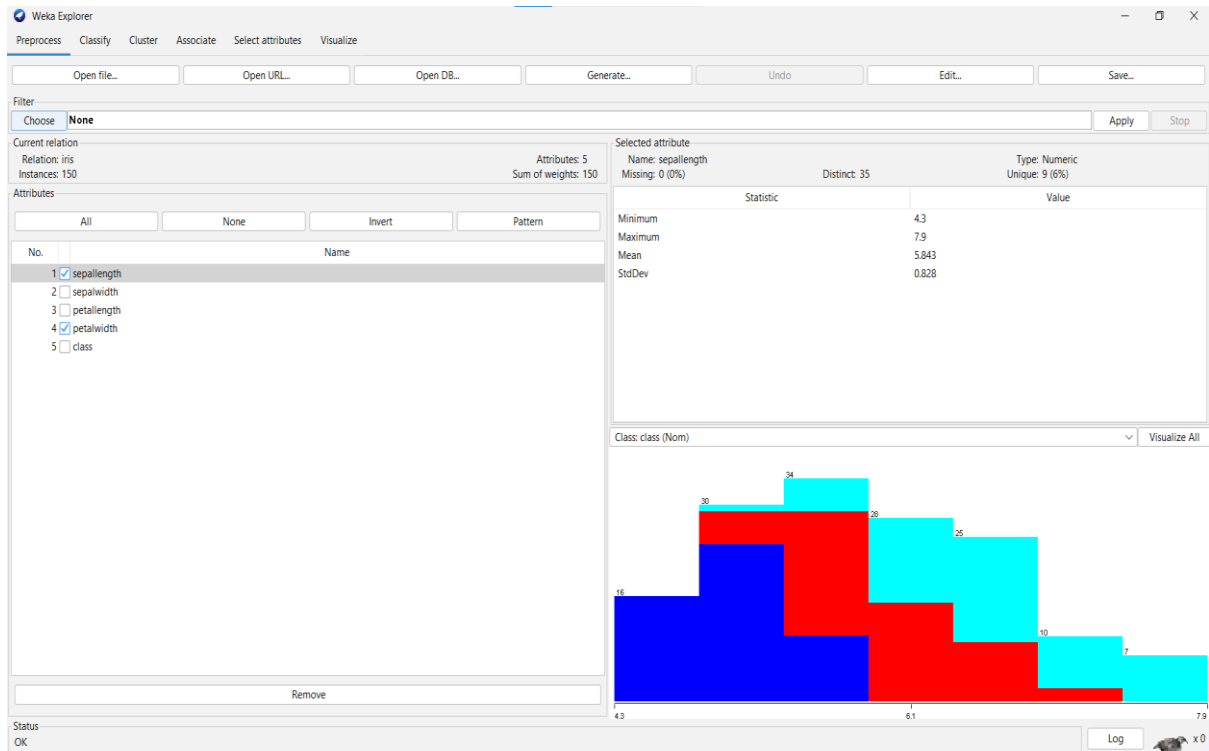 Weka Explorer
Preprocess Classify Cluster Associate Select attributes Visualize
Open file... Open URL... Open DB... Generate... Undo Edit... Save...
Filter
Choose None Apply Stop
Current relation
Relation: iris Attributes: 5
Instances: 150 Sum of weights: 150
Attributes
All None Invert Pattern
No. Name
1 sepallength
2 sepalwidth
3 petallength
4 petalwidth
5 class
Remove
Selected attribute
Name: sepallength Type: Numeric
Missing: 0 (0%) Distinct: 35 Unique: 9 (6%)
Statistic Value
Minimum 4.3
Maximum 7.9
Mean 5.843
StdDev 0.828
Class: class (Nom) Visualize All
34
30
28
25
16
10
7
4.3 6.1 7.9
Status
OK Log x 0